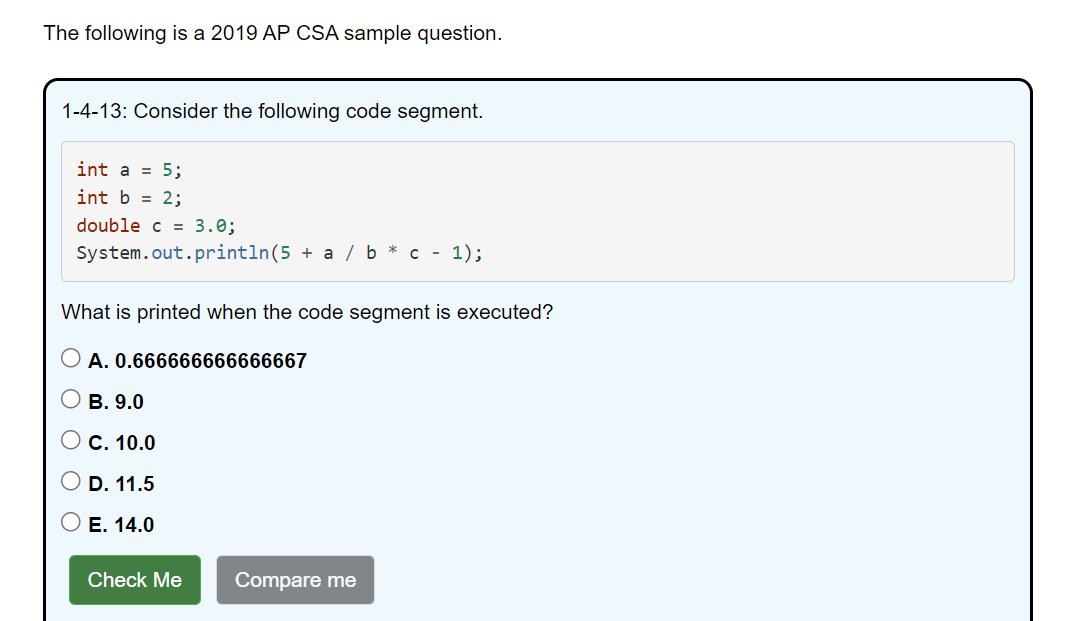 The following is a 2019 AP CSA sample question.
1-4-13: Consider the following code segment.
int a = 5;
int b = 2;
double c = 3.0;
System.out.println(5 + a / b * c - 1);
What is printed when the code segment is executed?
A. 0.666666666666667
B. 9.0
C. 10.0
D. 11.5
E. 14.0
Check Me
Compare me